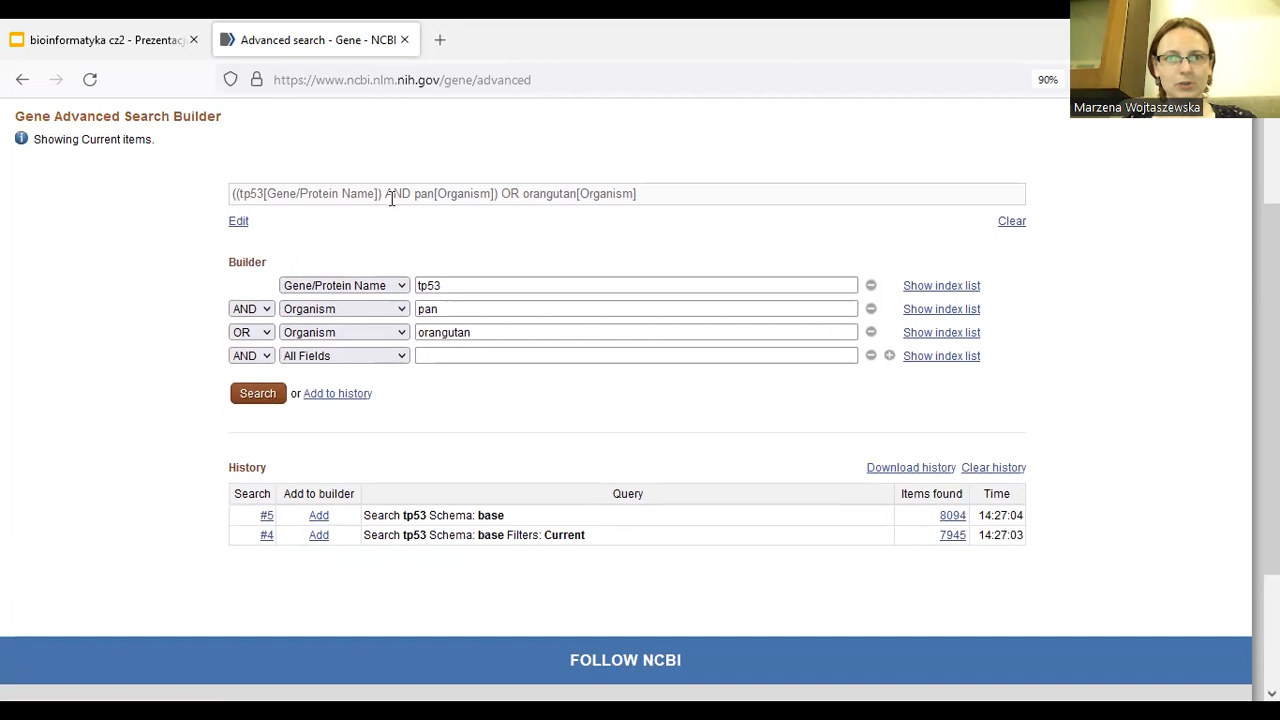 bioinformatyka cz2 - Prezentacj
Advanced search - Gene - NCBI
https://www.ncbi.nlm.nih.gov/gene/advanced
90%
Marzena Wojtaszewska
Gene Advanced Search Builder
Showing Current items.
((tp53[Gene/Protein Name]) AND pan[Organism]) OR orangutan[Organism]
Edit Clear
Builder
Gene/Protein Name tp53 Show index list
AND Organism pan Show index list
OR Organism orangutan Show index list
AND All Fields Show index list
Search or Add to history
History Download history Clear history
Search Add to builder Query Items found Time
#5 Add Search tp53 Schema: base 8094 14:27:04
#4 Add Search tp53 Schema: base Filters: Current 7945 14:27:03
FOLLOW NCBI